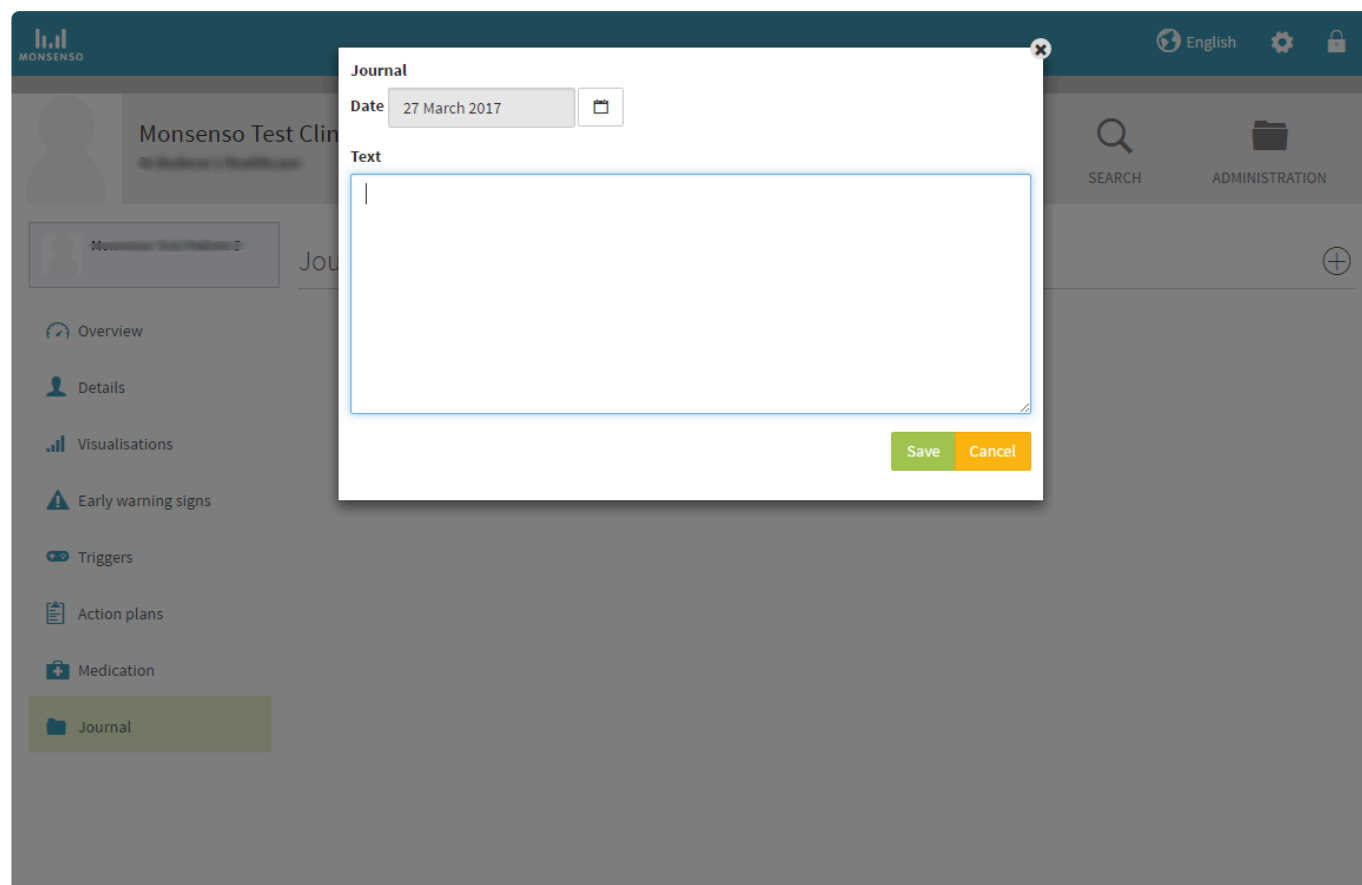 MONSENSO
English
Journal
Date 27 March 2017
Monsenso Test Clin
Text
SEARCH
ADMINISTRATION
Jou
Overview
Details
Visualisations
Save Cancel
Early warning signs
Triggers
Action plans
Medication
Journal